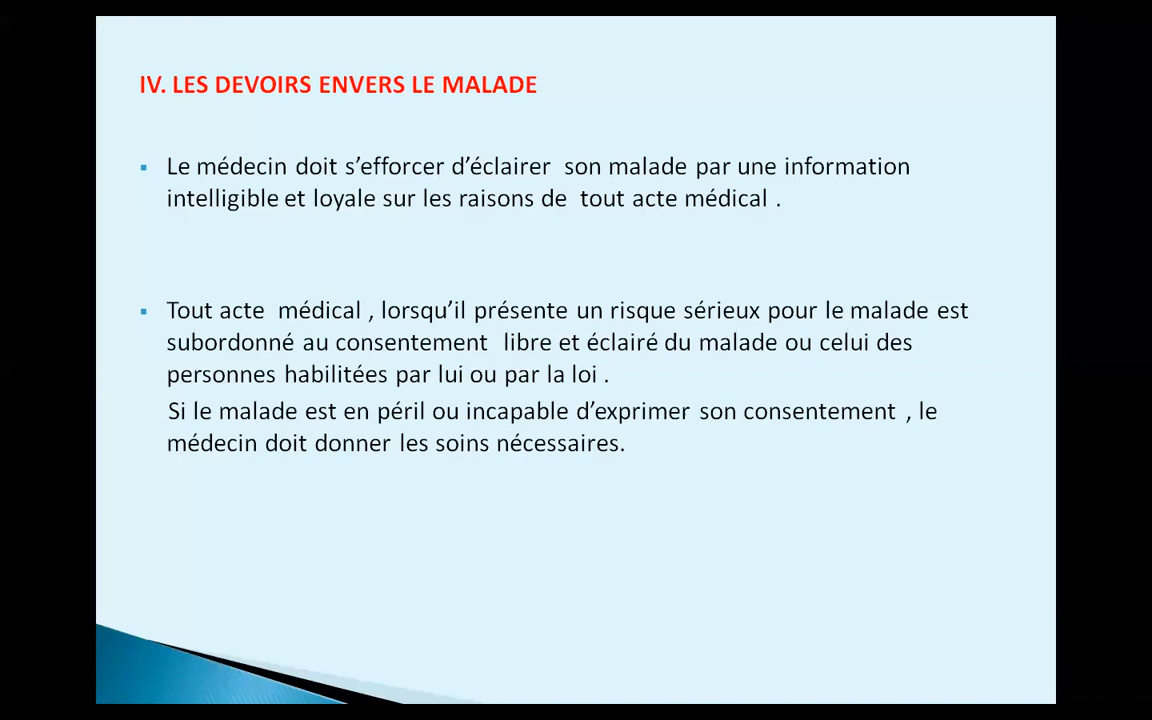 IV. LES DEVOIRS ENVERS LE MALADE
Le médecin doit s’efforcer d’éclairer son malade par une information
intelligible et loyale sur les raisons de tout acte médical .
Tout acte médical , lorsqu’il présente un risque sérieux pour le malade est
subordonné au consentement libre et éclairé du malade ou celui des
personnes habilitées par lui ou par la loi .
Si le malade est en péril ou incapable d’exprimer son consentement , le
médecin doit donner les soins nécessaires.